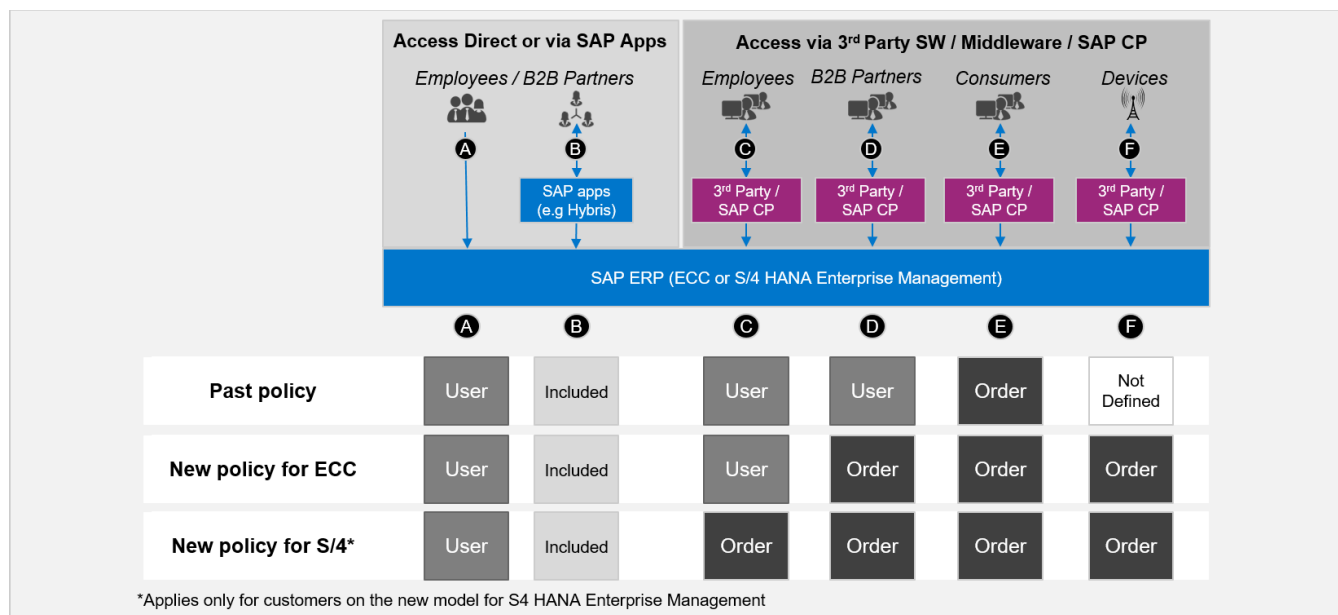 Access Direct or via SAP Apps
Access via 3rd Party SW / Middleware / SAP CP
Employees / B2B Partners
Employees
B2B Partners
Consumers
Devices
A
B
C
D
E
F
SAP apps
(e.g Hybris)
3rd Party /
SAP CP
3rd Party /
SAP CP
3rd Party /
SAP CP
3rd Party /
SAP CP
SAP ERP (ECC or S/4 HANA Enterprise Management)
A
B
C
D
E
F
Past policy
User
Included
User
User
Order
Not
Defined
New policy for ECC
User
Included
User
Order
Order
Order
New policy for S/4*
User
Included
Order
Order
Order
Order
*Applies only for customers on the new model for S4 HANA Enterprise Management